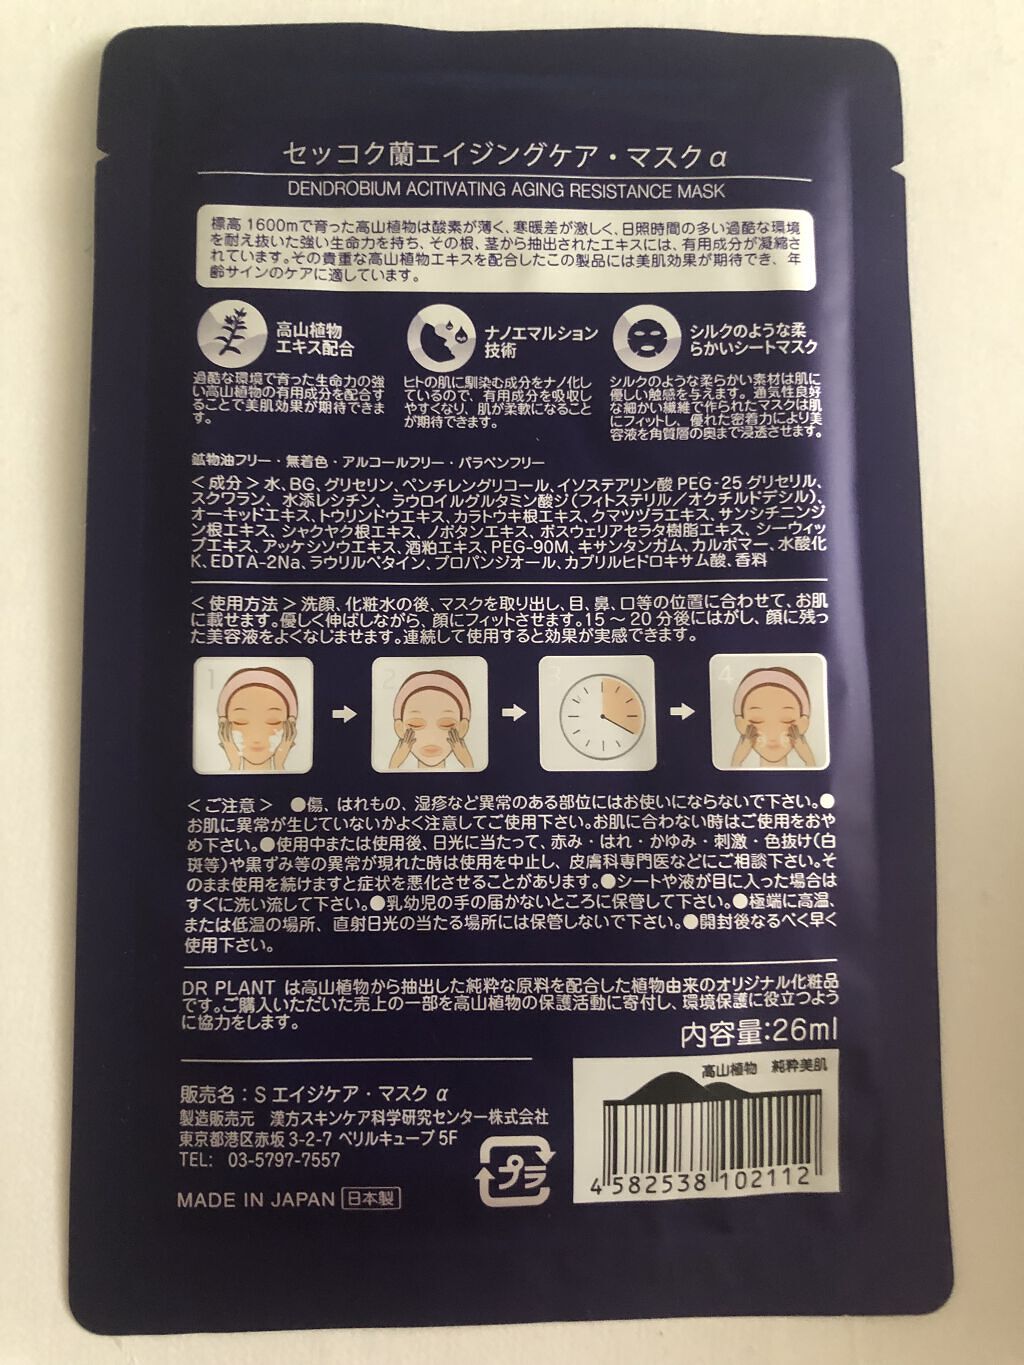 セッコク蘭エイジングケア・マスクα
DENDROBIUM ACITIVATING AGING RESISTANCE MASK
標高1600mで育った高山植物は酸素が薄く、寒暖差が激しく、日照時間の多い過酷な環境
を耐え抜いた強い生命力を持ち、その根、茎から抽出されたエキスには、有用成分が凝縮さ
れています。その貴重な高山植物エキスを配合したこの製品には美肌効果が期待でき、年
齢サインのケアに適しています。
高山植物
エキス配合
過酷な環境で育った生命力の強
い高山植物の有用成分を配合す
ることで美肌効果が期待できま
す。
ナノエマルション
技術
ヒトの肌に馴染む成分をナノ化し
ているので、有用成分を吸収し
やすくなり、肌が柔軟になること
が期待できます。
シルクのような柔
らかいシートマスク
シルクのような柔らかい素材は肌に
優しい触感を与えます。通気性良好
な細かい繊維で作られたマスクは肌
にフィットし、優れた密着力により美
容液を角質層の奥まで浸透させます。
鉱物油フリー・無着色・アルコールフリー・パラベンフリー
＜成分＞水、BG、グリセリン、ペンチレングリコール、イソステアリン酸PEG-25グリセリル、
スクワラン、水添レシチン、ラウロイルグルタミン酸ジ(フィトステリル／オクチルドデシル)、
オーキッドエキス、トウリンドウエキス、カラトウキ根エキス、クマツヅラエキス、サンシチニンジ
ン根エキス、シャクヤク根エキス、ノボタンエキス、ボスウェリアセラタ樹脂エキス、シーウィッ
プエキス、アッケシソウエキス、酒粕エキス、PEG-90M、キサンタンガム、カルボマー、水酸化
K、EDTA-2Na、ラウリルベタイン、プロパンジオール、カプリルヒドロキサム酸、香料
＜使用方法＞洗顔、化粧水の後、マスクを取り出し、目、鼻、口等の位置に合わせて、お肌
に載せます。優しく伸ばしながら、顔にフィットさせます。15～20分後にはがし、顔に残っ
た美容液をよくなじませます。連続して使用すると効果が実感できます。
1
2
3
4
＜ご注意＞ ●傷、はれもの、湿疹など異常のある部位にはお使いにならないで下さい。●
お肌に異常が生じていないかよく注意してご使用下さい。お肌に合わない時はご使用をおや
め下さい。●使用中または使用後、日光に当たって、赤み・はれ・かゆみ・刺激・色抜け(白
斑等)や黒ずみ等の異常が現れた時は使用を中止し、皮膚科専門医などにご相談下さい。そ
のまま使用を続けますと症状を悪化させることがあります。●シートや液が目に入った場合は
すぐに洗い流して下さい。●乳幼児の手の届かないところに保管して下さい。●極端に高温、
または低温の場所、直射日光の当たる場所には保管しないで下さい。●開封後なるべく早く
使用下さい。
DR PLANT は高山植物から抽出した純粋な原料を配合した植物由来のオリジナル化粧品
です。ご購入いただいた売上の一部を高山植物の保護活動に寄付し、環境保護に役立つよう
に協力をします。
内容量:26ml
高山植物 純粋美肌
販売名：S エイジケア・マスク α
製造販売元 漢方スキンケア科学研究センター株式会社
東京都港区赤坂 3-2-7 ベリルキューブ 5F
TEL: 03-5797-7557
MADE IN JAPAN 日本製
プラ
4 582538 102112